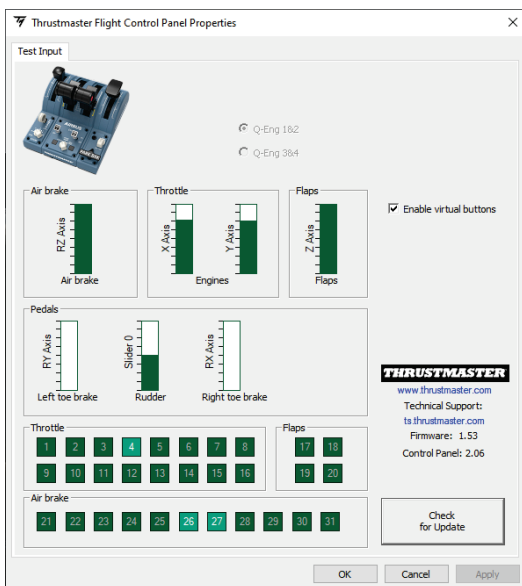 Thrustmaster Flight Control Panel Properties
Test Input
Q-Eng 1&2
Q-Eng 3&4
Air brake
RZ Axis
Air brake
Throttle
X Axis
Y Axis
Engines
Flaps
Z Axis
Flaps
Enable virtual buttons
Pedals
RY Axis
Left toe brake
Slider 0
Rudder
RX Axis
Right toe brake
THRUSTMASTER
www.thrustmaster.com
Technical Support:
ts.thrustmaster.com
Firmware: 1.53
Control Panel: 2.06
Throttle
1 2 3 4 5 6 7 8
9 10 11 12 13 14 15 16
Flaps
17 18
19 20
Air brake
21 22 23 24 25 26 27 28 29 30 31
Check
for Update
OK Cancel Apply